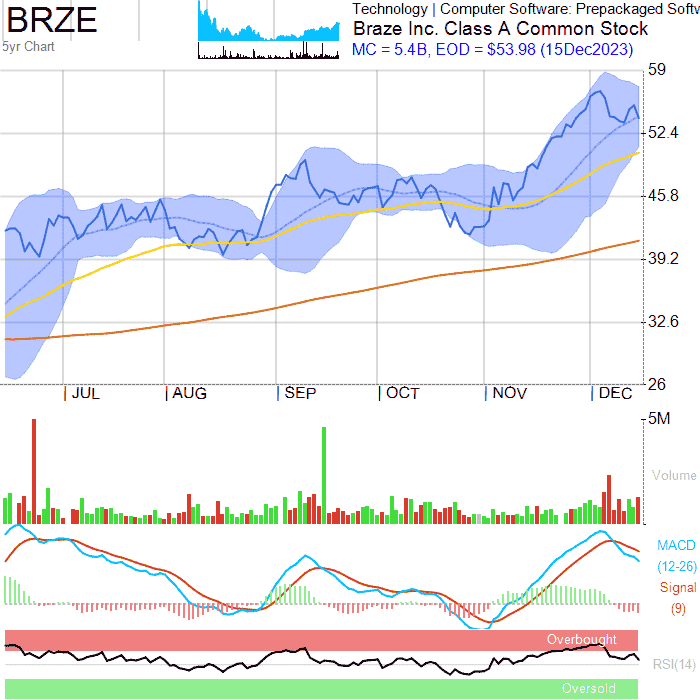 BRZE
5yr Chart
Technology | Computer Software: Prepackaged Softw
Braze Inc. Class A Common Stock
MC = 5.4B, EOD = $53.98 (15Dec2023)
59
52.4
45.8
39.2
32.6
26
JUL AUG SEP OCT NOV DEC
5M
Volume
MACD
(12-26)
Signal
(9)
Overbought
RSI(14)
Oversold